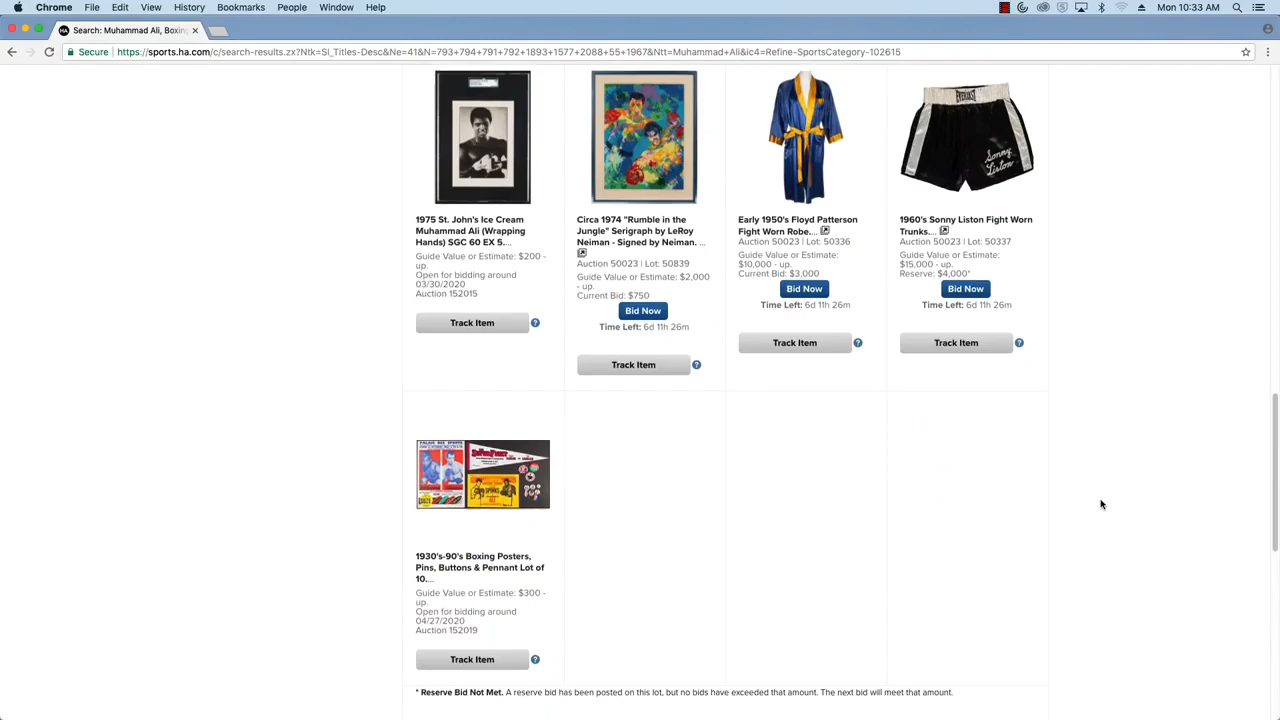 Chrome File Edit View History Bookmarks People Window Help
Mon 10:33 AM
HA Search: Muhammad Ali, Boxing
Secure https://sports.ha.com/c/search-results.zx?Ntk=SI_Titles-Desc&Ne=41&N=793+794+791+792+1893+1577+2088+55+1967&Ntt=Muhammad+Ali&ic4=Refine-SportsCategory-102615
EVERLAST
Sonny
Liston
1975 St. John's Ice Cream
Muhammad Ali (Wrapping
Hands) SGC 60 EX 5....
Guide Value or Estimate: $200 -
up.
Open for bidding around
03/30/2020
Auction 152015
Track Item ?
Circa 1974 "Rumble in the
Jungle" Serigraph by LeRoy
Neiman - Signed by Neiman. ...
Auction 50023 | Lot: 50839
Guide Value or Estimate: $2,000
- up.
Current Bid: $750
Bid Now
Time Left: 6d 11h 26m
Track Item ?
Early 1950's Floyd Patterson
Fight Worn Robe....
Auction 50023 | Lot: 50336
Guide Value or Estimate:
$10,000 - up.
Current Bid: $3,000
Bid Now
Time Left: 6d 11h 26m
Track Item ?
1960's Sonny Liston Fight Worn
Trunks....
Auction 50023 | Lot: 50337
Guide Value or Estimate:
$15,000 - up.
Reserve: $4,000*
Bid Now
Time Left: 6d 11h 26m
Track Item ?
PALAIS DES SPORTS
SPINKS
ALI
1930's-90's Boxing Posters,
Pins, Buttons & Pennant Lot of
10....
Guide Value or Estimate: $300 -
up.
Open for bidding around
04/27/2020
Auction 152019
Track Item ?
* Reserve Bid Not Met. A reserve bid has been posted on this lot, but no bids have exceeded that amount. The next bid will meet that amount.